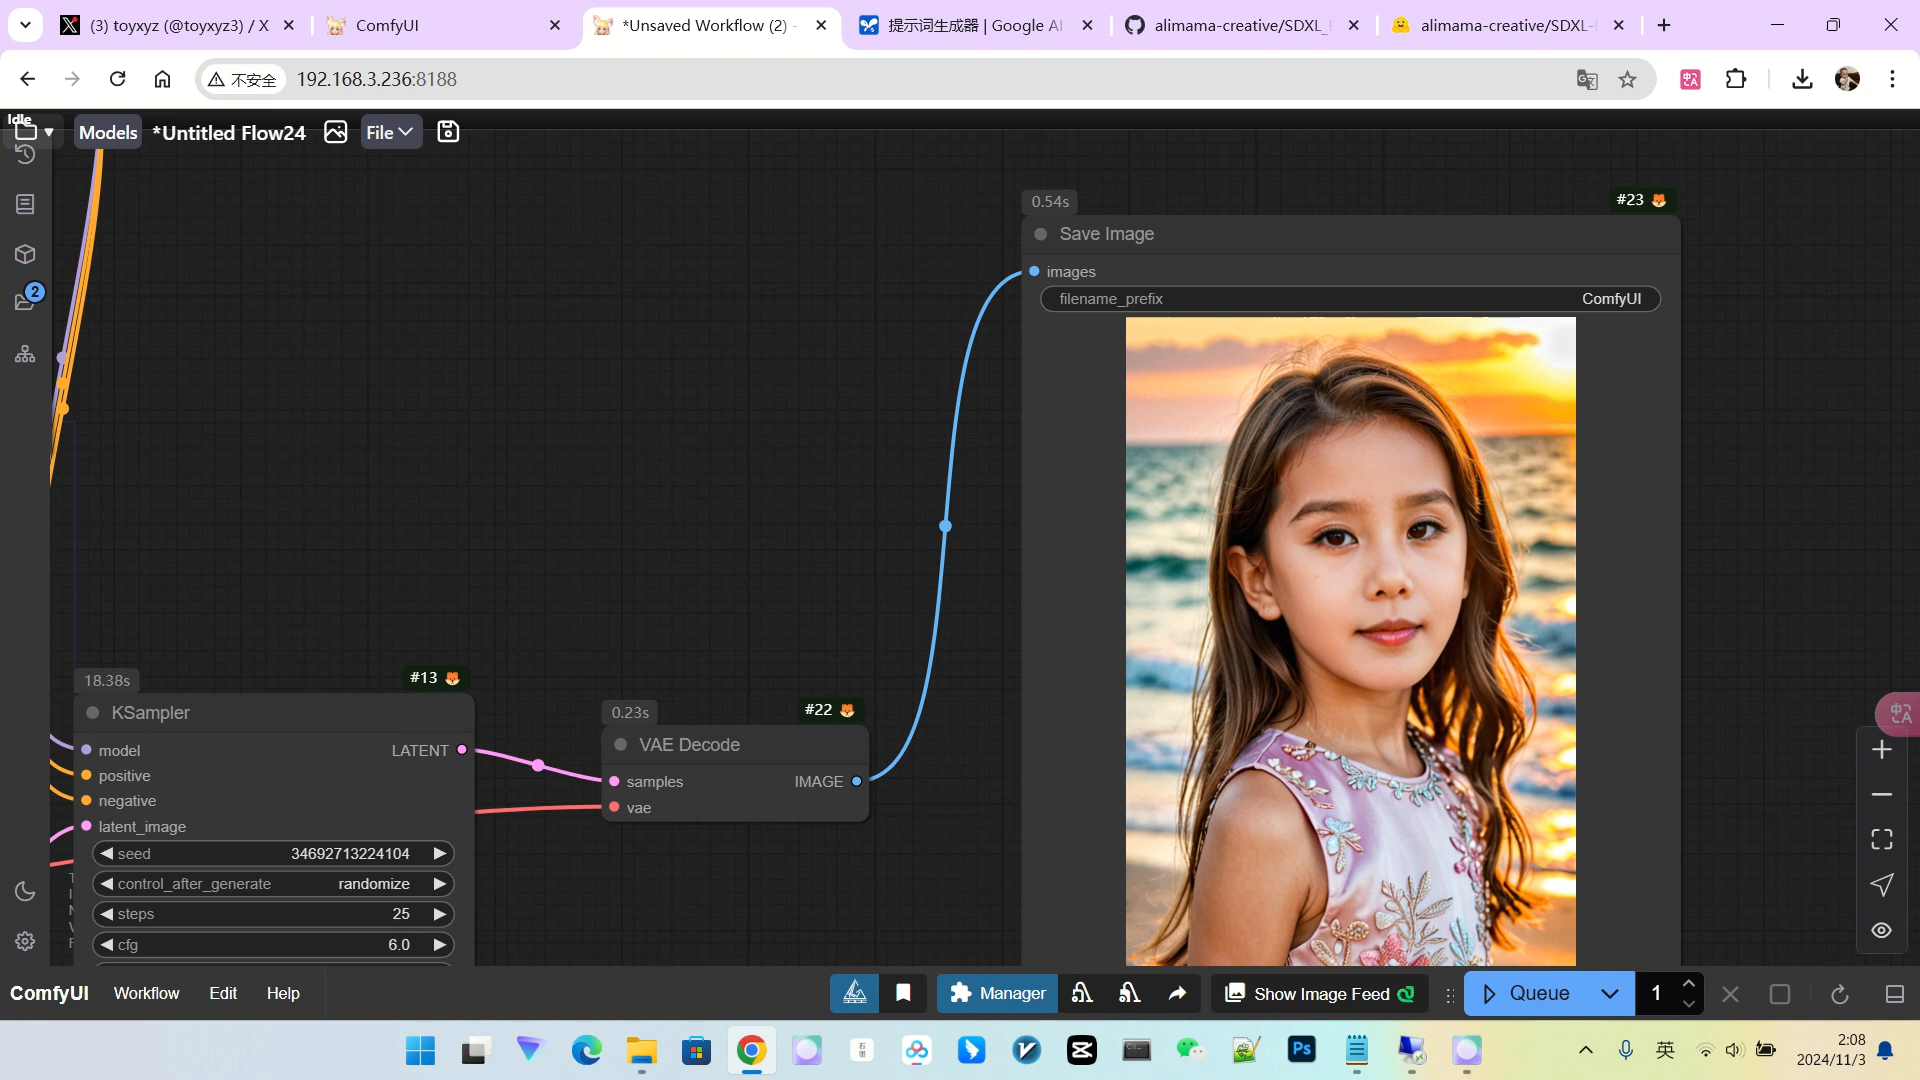 (3) toyxyz (@toyxyz3) / X
ComfyUI
*Unsaved Workflow (2) -
提示词生成器 | Google AI
alimama-creative/SDXL_
alimama-creative/SDXL-
不安全
192.168.3.236:8188
Idle
Models
*Untitled Flow24
File
2
0.54s
#23
Save Image
images
filename_prefix
ComfyUI
18.38s
#13
KSampler
model
LATENT
positive
negative
latent_image
seed
34692713224104
control_after_generate
randomize
steps
25
cfg
6.0
0.23s
#22
VAE Decode
samples
IMAGE
vae
ComfyUI
Workflow
Edit
Help
Manager
Show Image Feed
Queue
1
Ps
英
2:08
2024/11/3